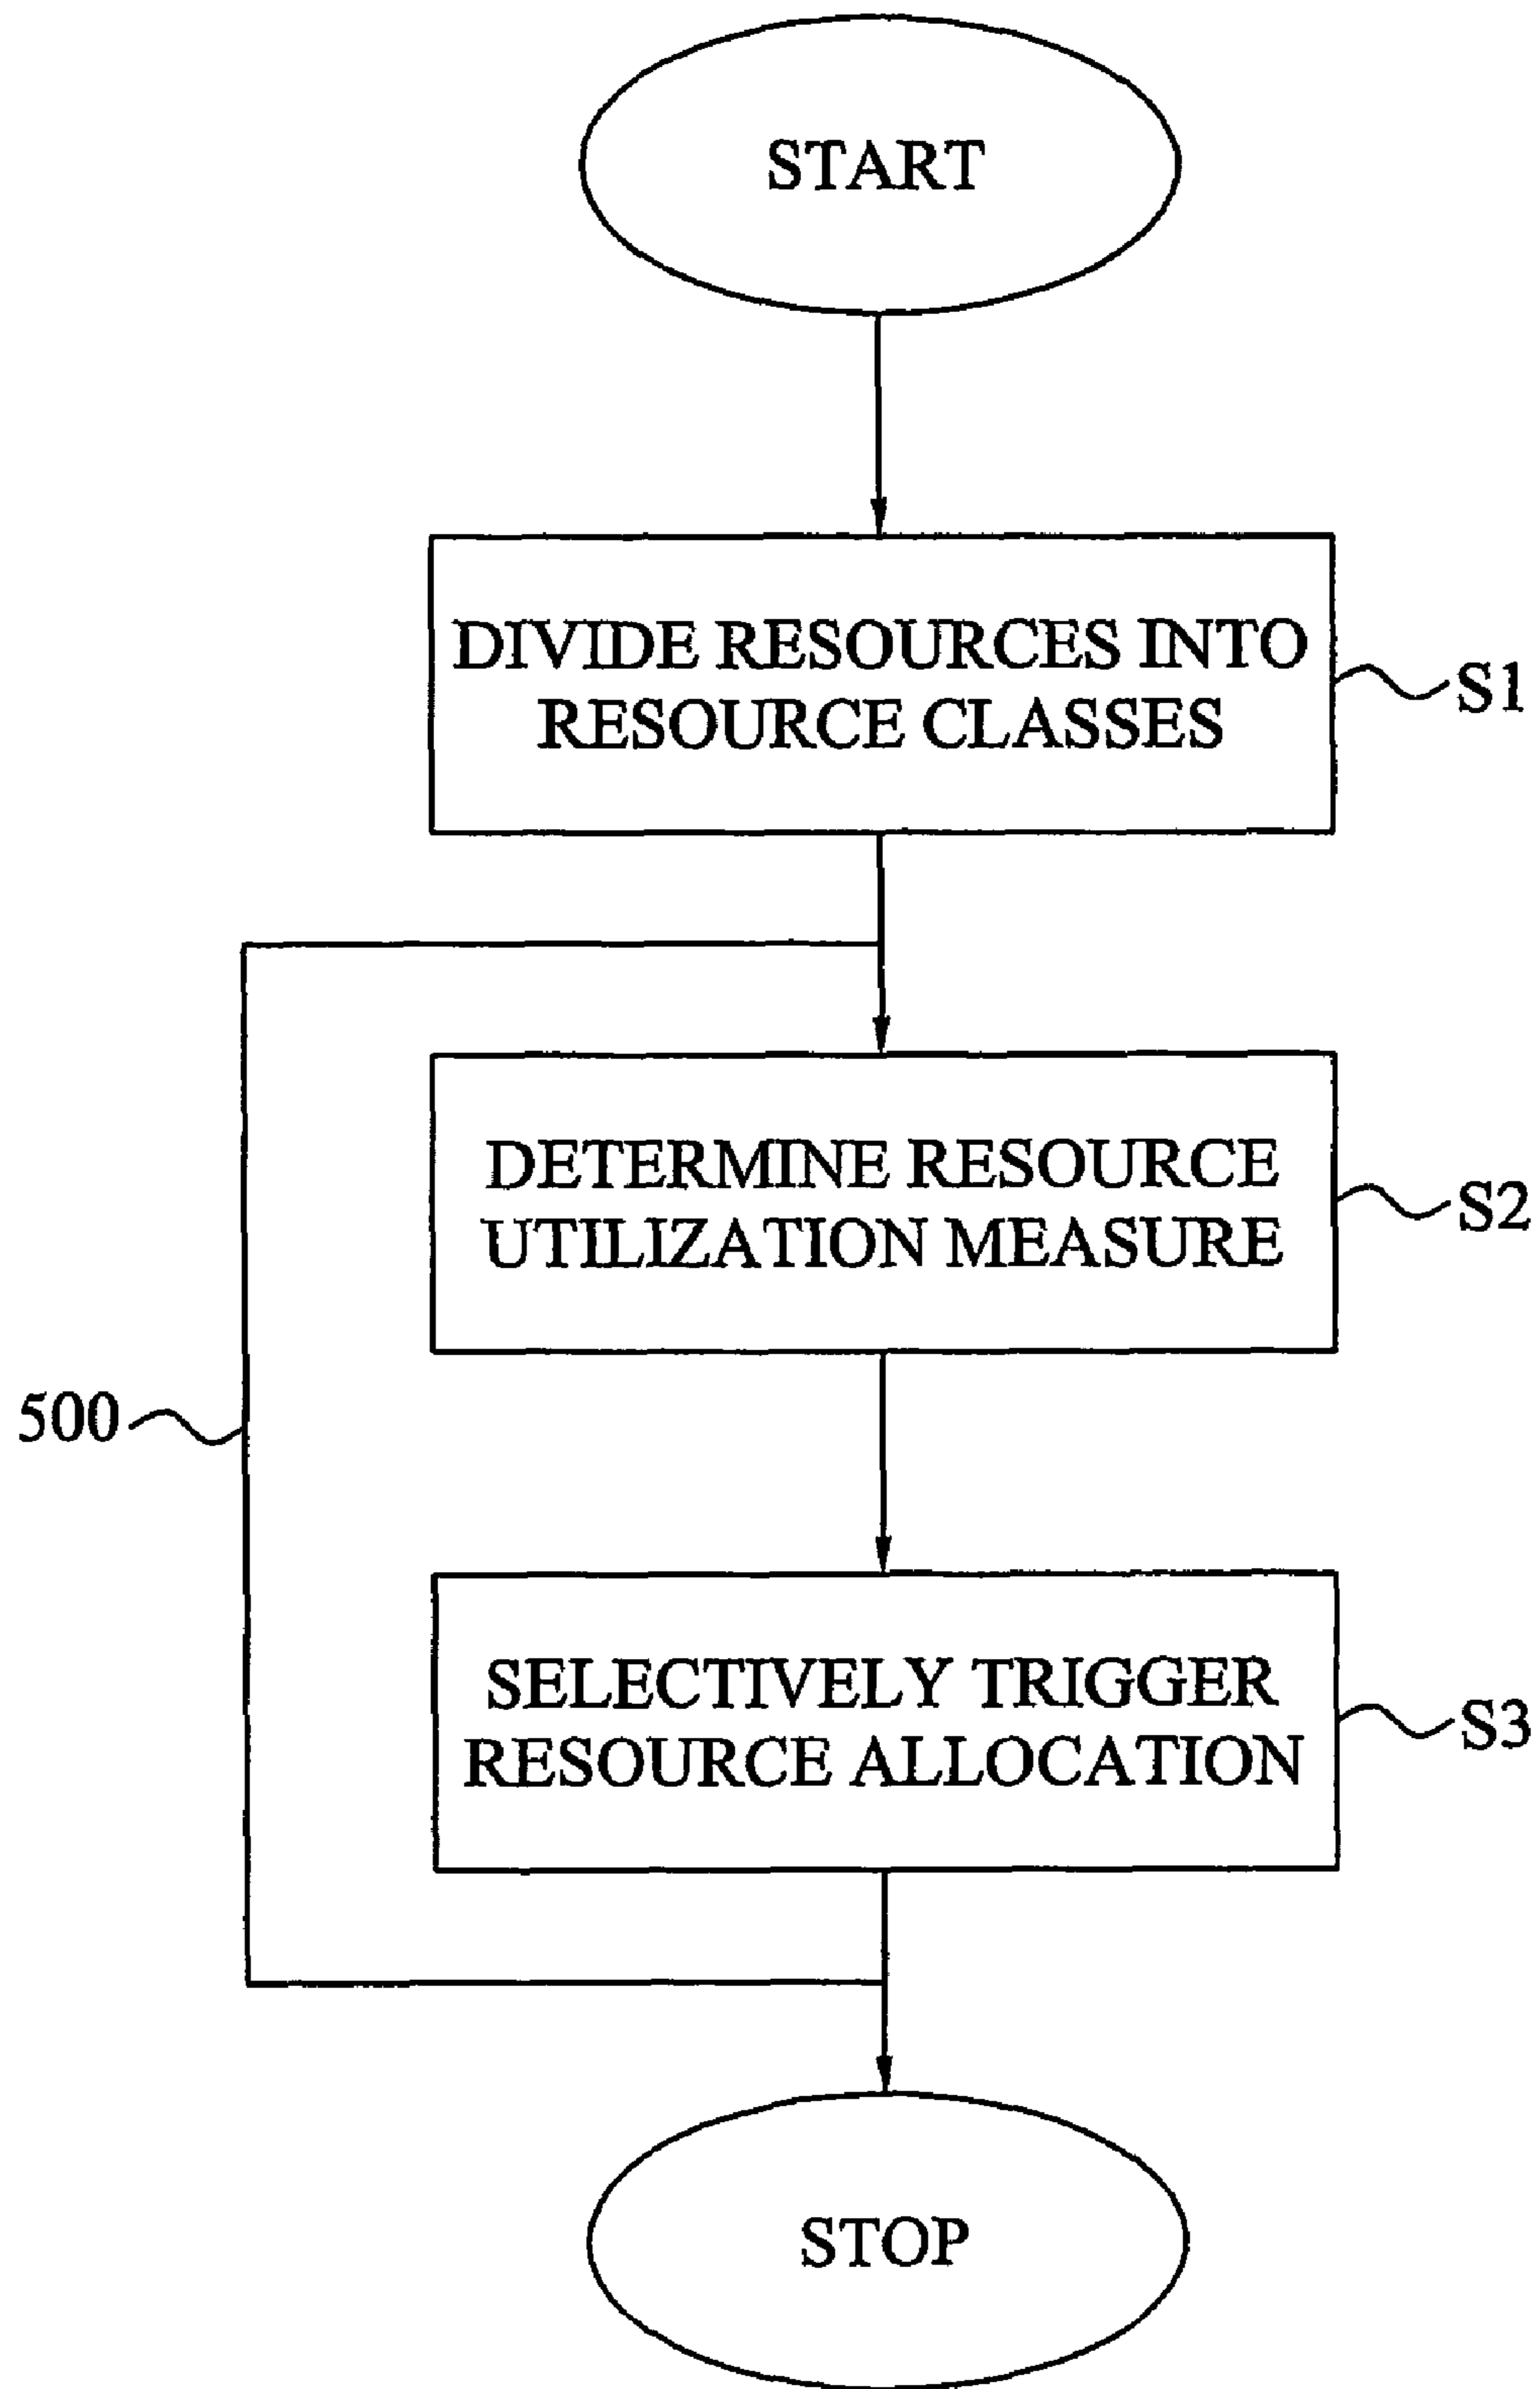 START
DIVIDE RESOURCES INTO
RESOURCE CLASSES
S1
DETERMINE RESOURCE
UTILIZATION MEASURE
S2
500
SELECTIVELY TRIGGER
RESOURCE ALLOCATION
S3
STOP